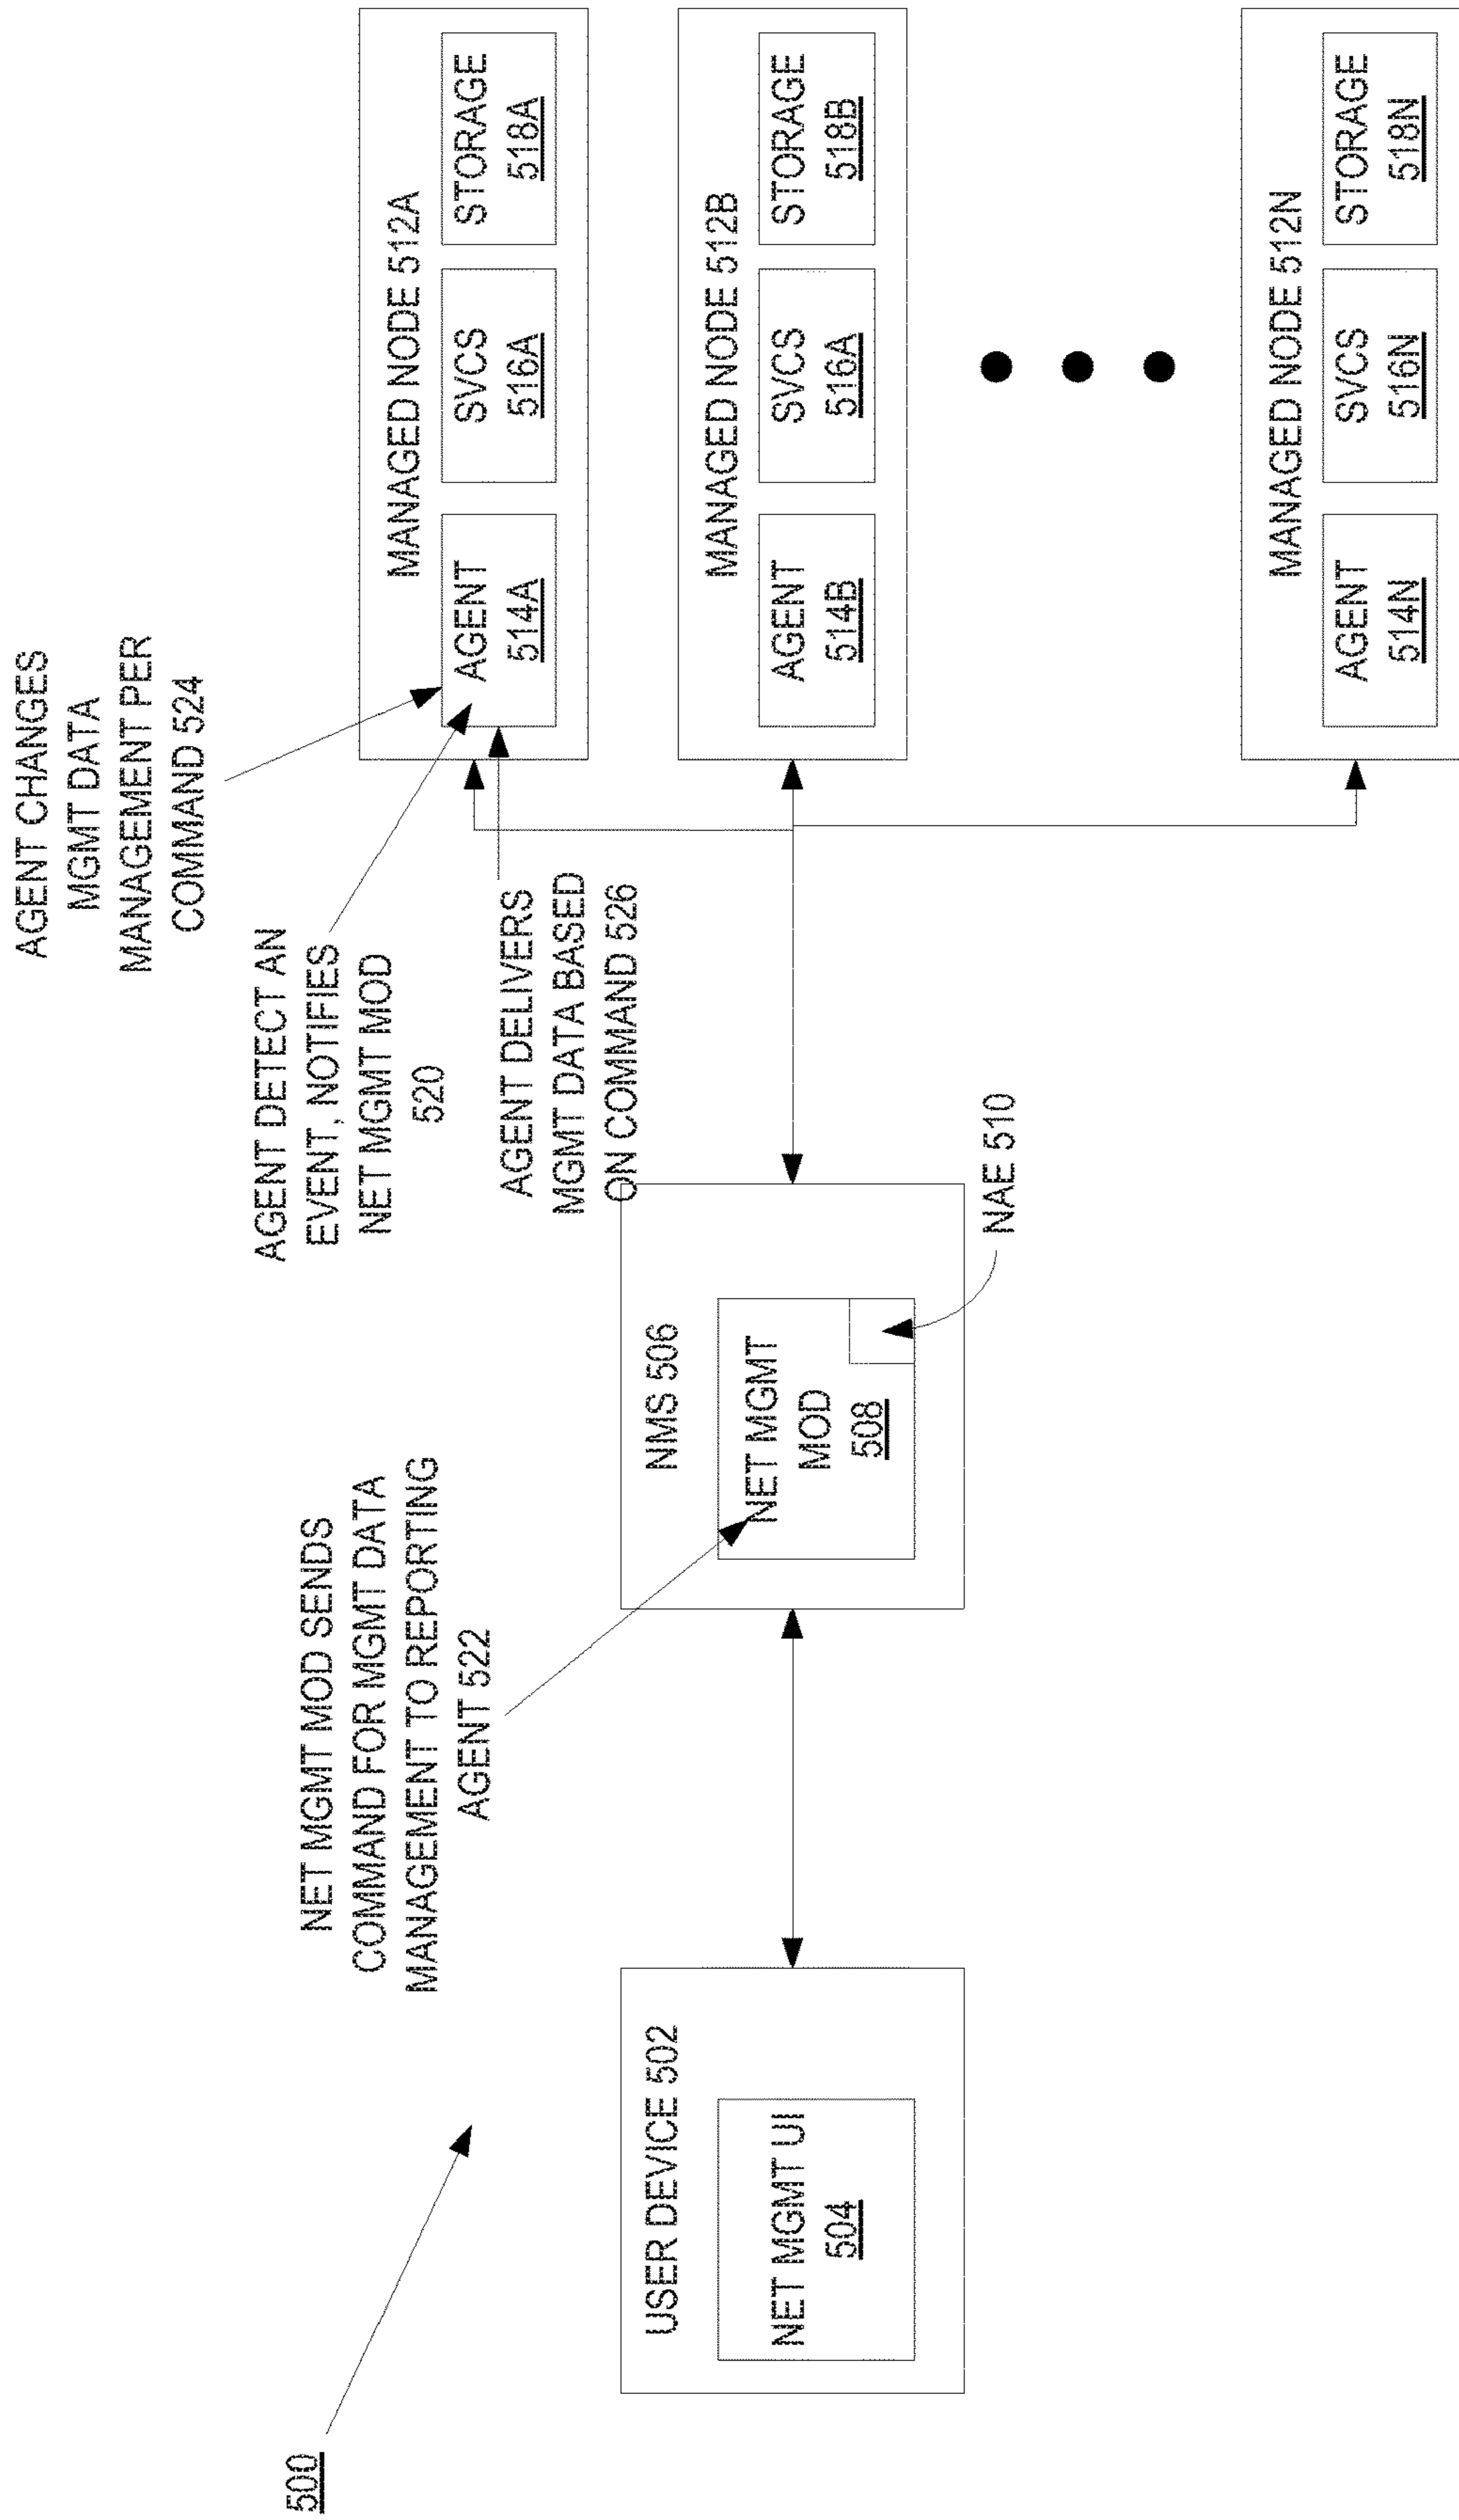 500
USER DEVICE 502
NET MGMT UI
504
NET MGMT MOD SENDS
COMMAND FOR MGMT DATA
MANAGEMENT TO REPORTING
AGENT 522
NMS 506
NET MGMT
MOD
508
NAE 510
AGENT DETECT AN
EVENT, NOTIFIES
NET MGMT MOD
520
AGENT DELIVERS
MGMT DATA BASED
ON COMMAND 526
AGENT CHANGES
MGMT DATA
MANAGEMENT PER
COMMAND 524
MANAGED NODE 512A
AGENT
514A
SVCS
516A
STORAGE
518A
MANAGED NODE 512B
AGENT
514B
SVCS
516A
STORAGE
518B
MANAGED NODE 512N
AGENT
514N
SVCS
516N
STORAGE
518N